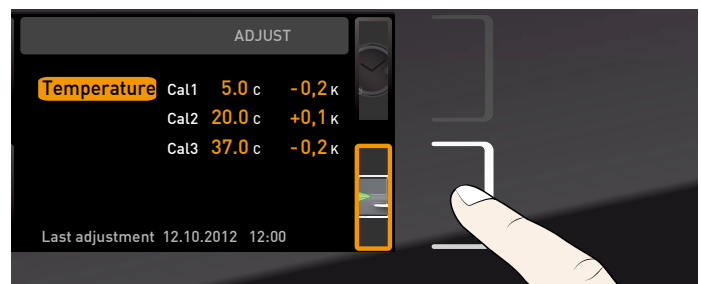 ADJUST
Temperature Cal1 5.0 C -0,2 K
Cal2 20.0 C +0,1 K
Cal3 37.0 C -0,2 K
Last adjustment 12.10.2012 12:00